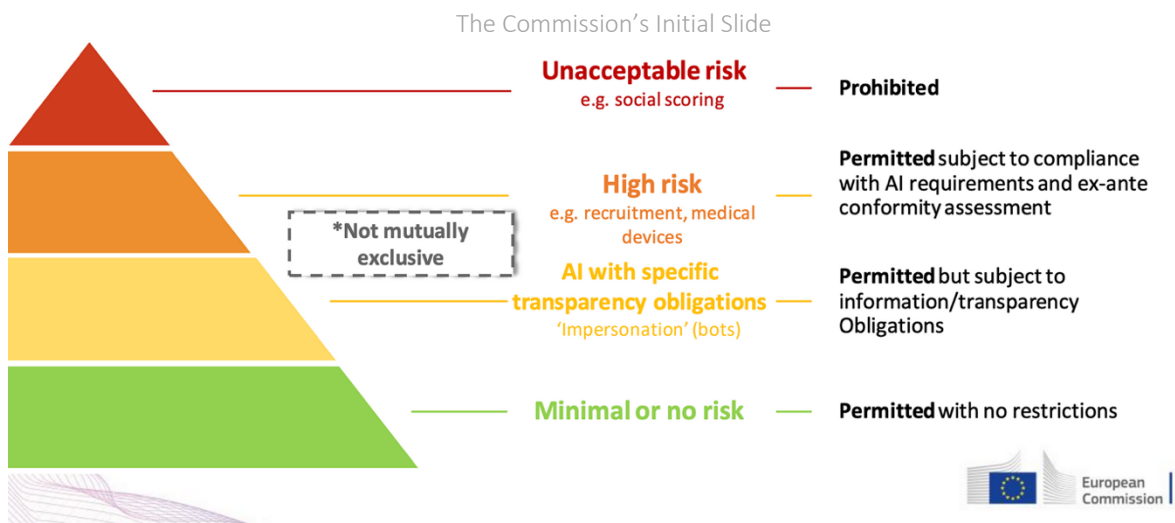 The Commission's Initial Slide
Unacceptable risk
e.g. social scoring
Prohibited
High risk
e.g. recruitment, medical
devices
Permitted subject to compliance
with AI requirements and ex-ante
conformity assessment
*Not mutually
exclusive
AI with specific
transparency obligations
‘Impersonation’ (bots)
Permitted but subject to
information/transparency
Obligations
Minimal or no risk
Permitted with no restrictions
European
Commission